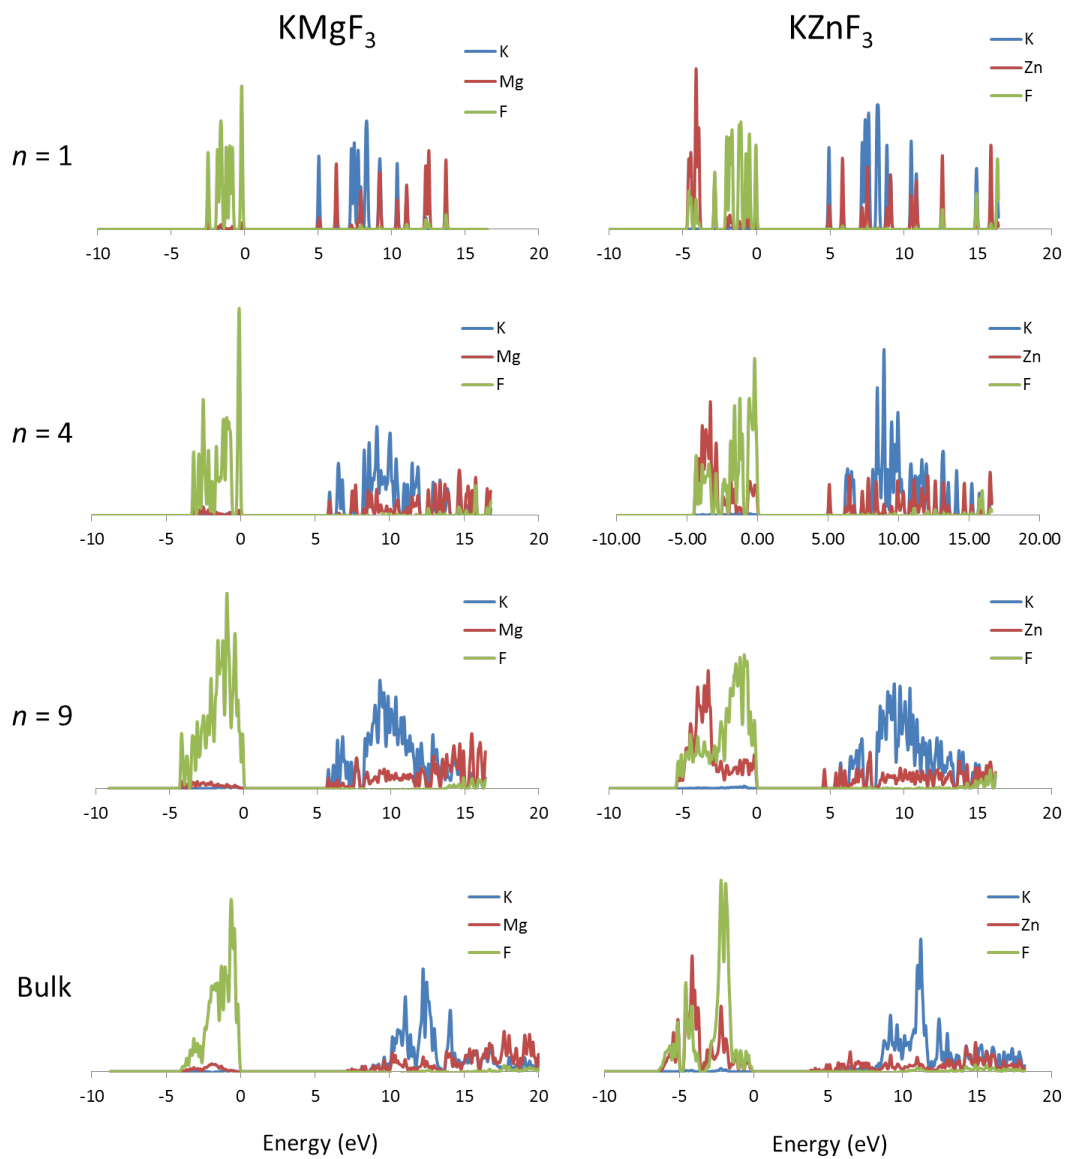 KMgF3 KZnF3
n = 1
K
Mg
F
K
Zn
F
-10 -5 0 5 10 15 20
-10 -5 0 5 10 15 20
n = 4
K
Mg
F
K
Zn
F
-10 -5 0 5 10 15 20
-10.00 -5.00 0.00 5.00 10.00 15.00 20.00
n = 9
K
Mg
F
K
Zn
F
-10 -5 0 5 10 15 20
-10 -5 0 5 10 15 20
Bulk
K
Mg
F
K
Zn
F
-10 -5 0 5 10 15 20
-10 -5 0 5 10 15 20
Energy (eV) Energy (eV)